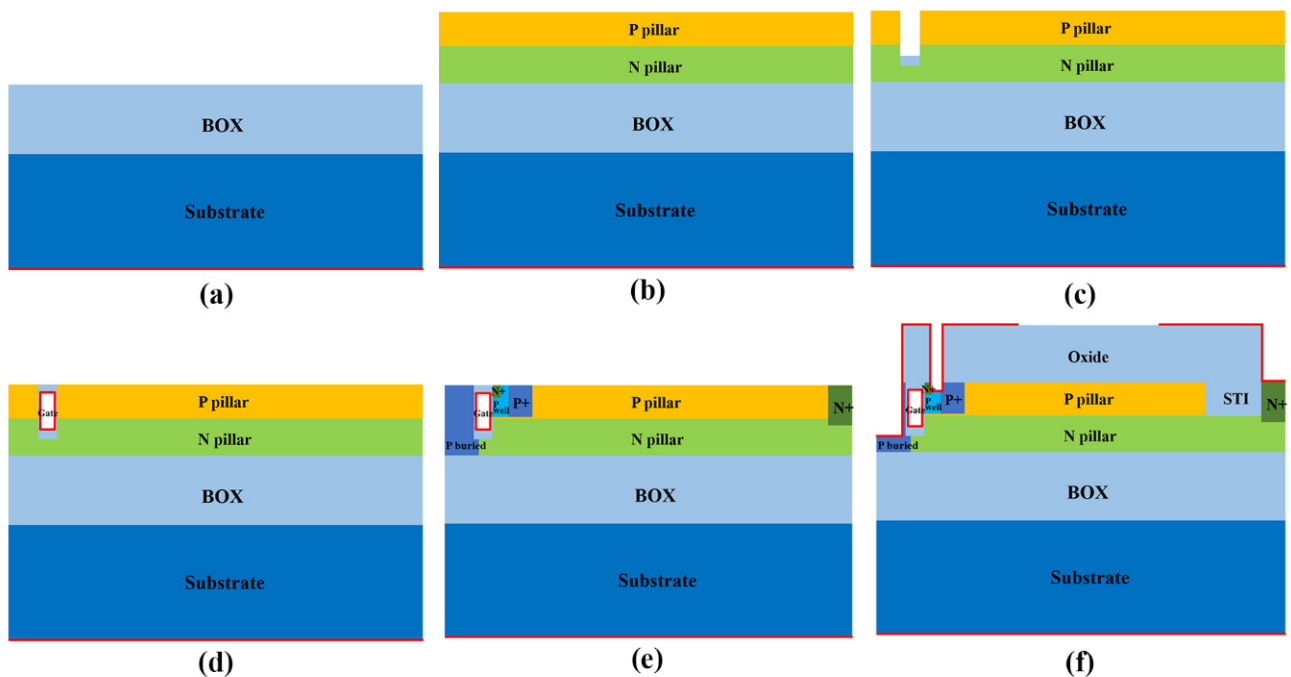 BOX
Substrate
(a)
P pillar
N pillar
BOX
Substrate
(b)
P pillar
N pillar
BOX
Substrate
(c)
Gate
P pillar
N pillar
BOX
Substrate
(d)
Gate
N+
P
well
P+
P pillar
N+
P buried
N pillar
BOX
Substrate
(e)
Oxide
Gate
P
well
P+
P pillar
STI
N+
P buried
N pillar
BOX
Substrate
(f)